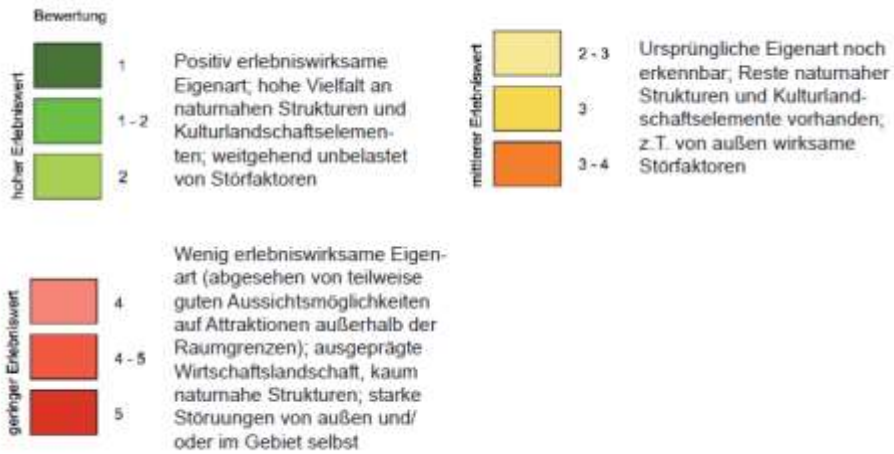 Bewertung
hoher Erlebniswert
1
1 - 2
2
Positiv erlebniswirksame
Eigenart; hohe Vielfalt an
naturnahen Strukturen und
Kulturlandschaftselemen-
ten; weitgehend unbelastet
von Störfaktoren
mittlerer Erlebniswert
2 - 3
3
3 - 4
Ursprüngliche Eigenart noch
erkennbar; Reste naturnaher
Strukturen und Kulturland-
schaftselemente vorhanden;
z.T. von außen wirksame
Störfaktoren
geringer Erlebniswert
4
4 - 5
5
Wenig erlebniswirksame Eigen-
art (abgesehen von teilweise
guten Aussichtsmöglichkeiten
auf Attraktionen außerhalb der
Raumgrenzen); ausgeprägte
Wirtschaftslandschaft, kaum
naturnahe Strukturen; starke
Störuungen von außen und/
oder im Gebiet selbst